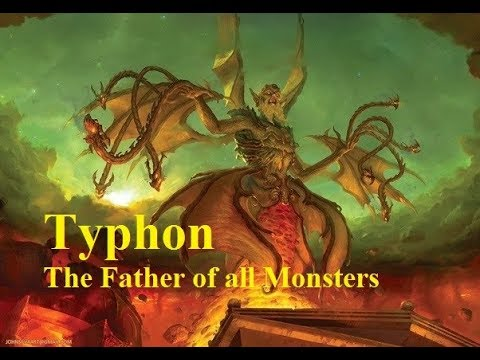 Typhon
The Father of all Monsters